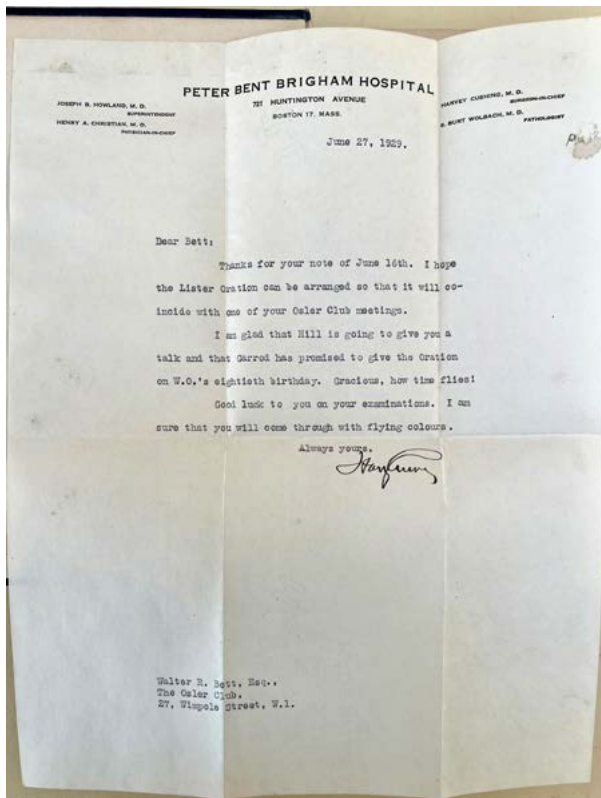 PETER BENT BRIGHAM HOSPITAL
721 HUNTINGTON AVENUE
BOSTON 17, MASS.
JOSEPH B. HOWLAND, M. D.
SUPERINTENDENT
HENRY A. CHRISTIAN, M. D.
PHYSICIAN-IN-CHIEF
HARVEY CUSHING, M. D.
SURGEON-IN-CHIEF
S. BURT WOLBACH, M. D.
PATHOLOGIST
June 27, 1929.
Dear Bett:
Thanks for your note of June 16th. I hope
the Lister Oration can be arranged so that it will co-
incide with one of your Osler Club meetings.
I am glad that Hill is going to give you a
talk and that Garrod has promised to give the Oration
on W.O.'s eightieth birthday. Gracious, how time flies!
Good luck to you on your examinations. I am
sure that you will come through with flying colours.
Always yours,
Walter R. Bett, Esq.,
The Osler Club,
27, Wimpole Street, W.1.